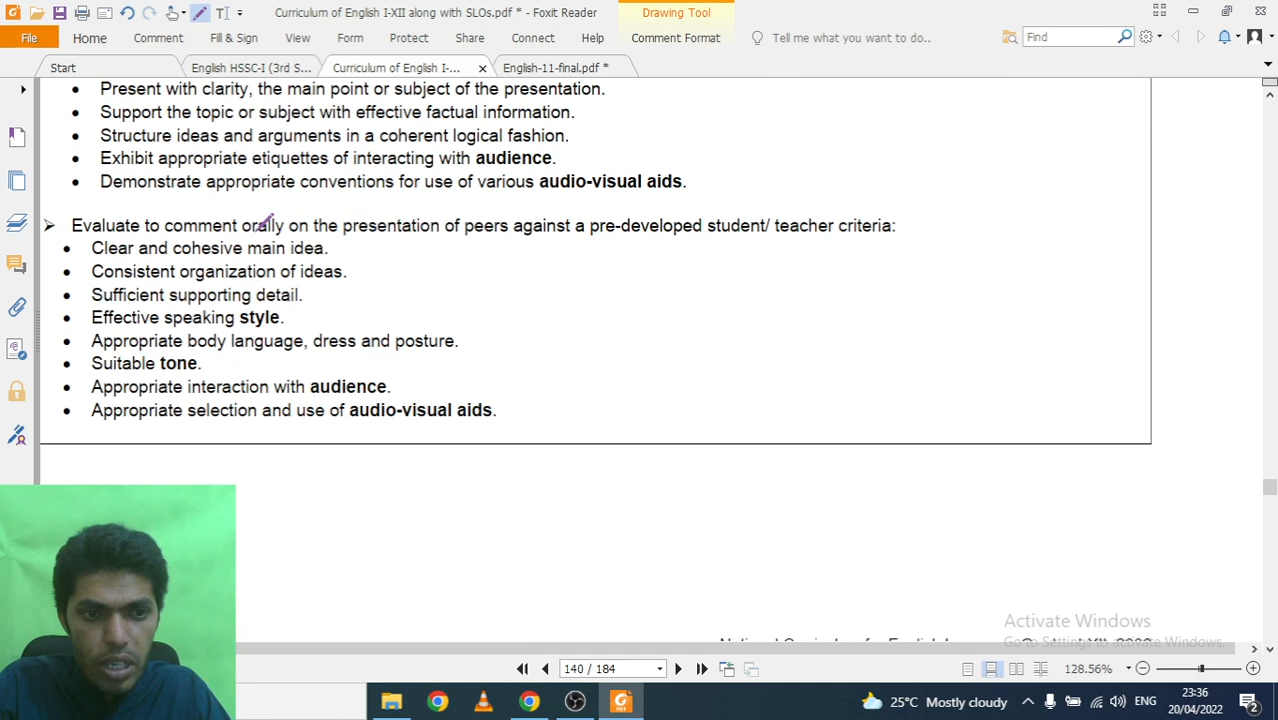 Curriculum of English I-XII along with SLOs.pdf * - Foxit Reader
Drawing Tool
File Home Comment Fill & Sign View Form Protect Share Connect Help Comment Format Tell me what you want to do.. Find
Start English HSSC-I (3rd S... Curriculum of English I-... English-11-final.pdf *
• Present with clarity, the main point or subject of the presentation.
• Support the topic or subject with effective factual information.
• Structure ideas and arguments in a coherent logical fashion.
• Exhibit appropriate etiquettes of interacting with audience.
• Demonstrate appropriate conventions for use of various audio-visual aids.
➢ Evaluate to comment orally on the presentation of peers against a pre-developed student/ teacher criteria:
• Clear and cohesive main idea.
• Consistent organization of ideas.
• Sufficient supporting detail.
• Effective speaking style.
• Appropriate body language, dress and posture.
• Suitable tone.
• Appropriate interaction with audience.
• Appropriate selection and use of audio-visual aids.
Activate Windows
Go to Settings to activate Windows.
140 / 184 128.56%
25°C Mostly cloudy ENG 23:36
20/04/2022 2